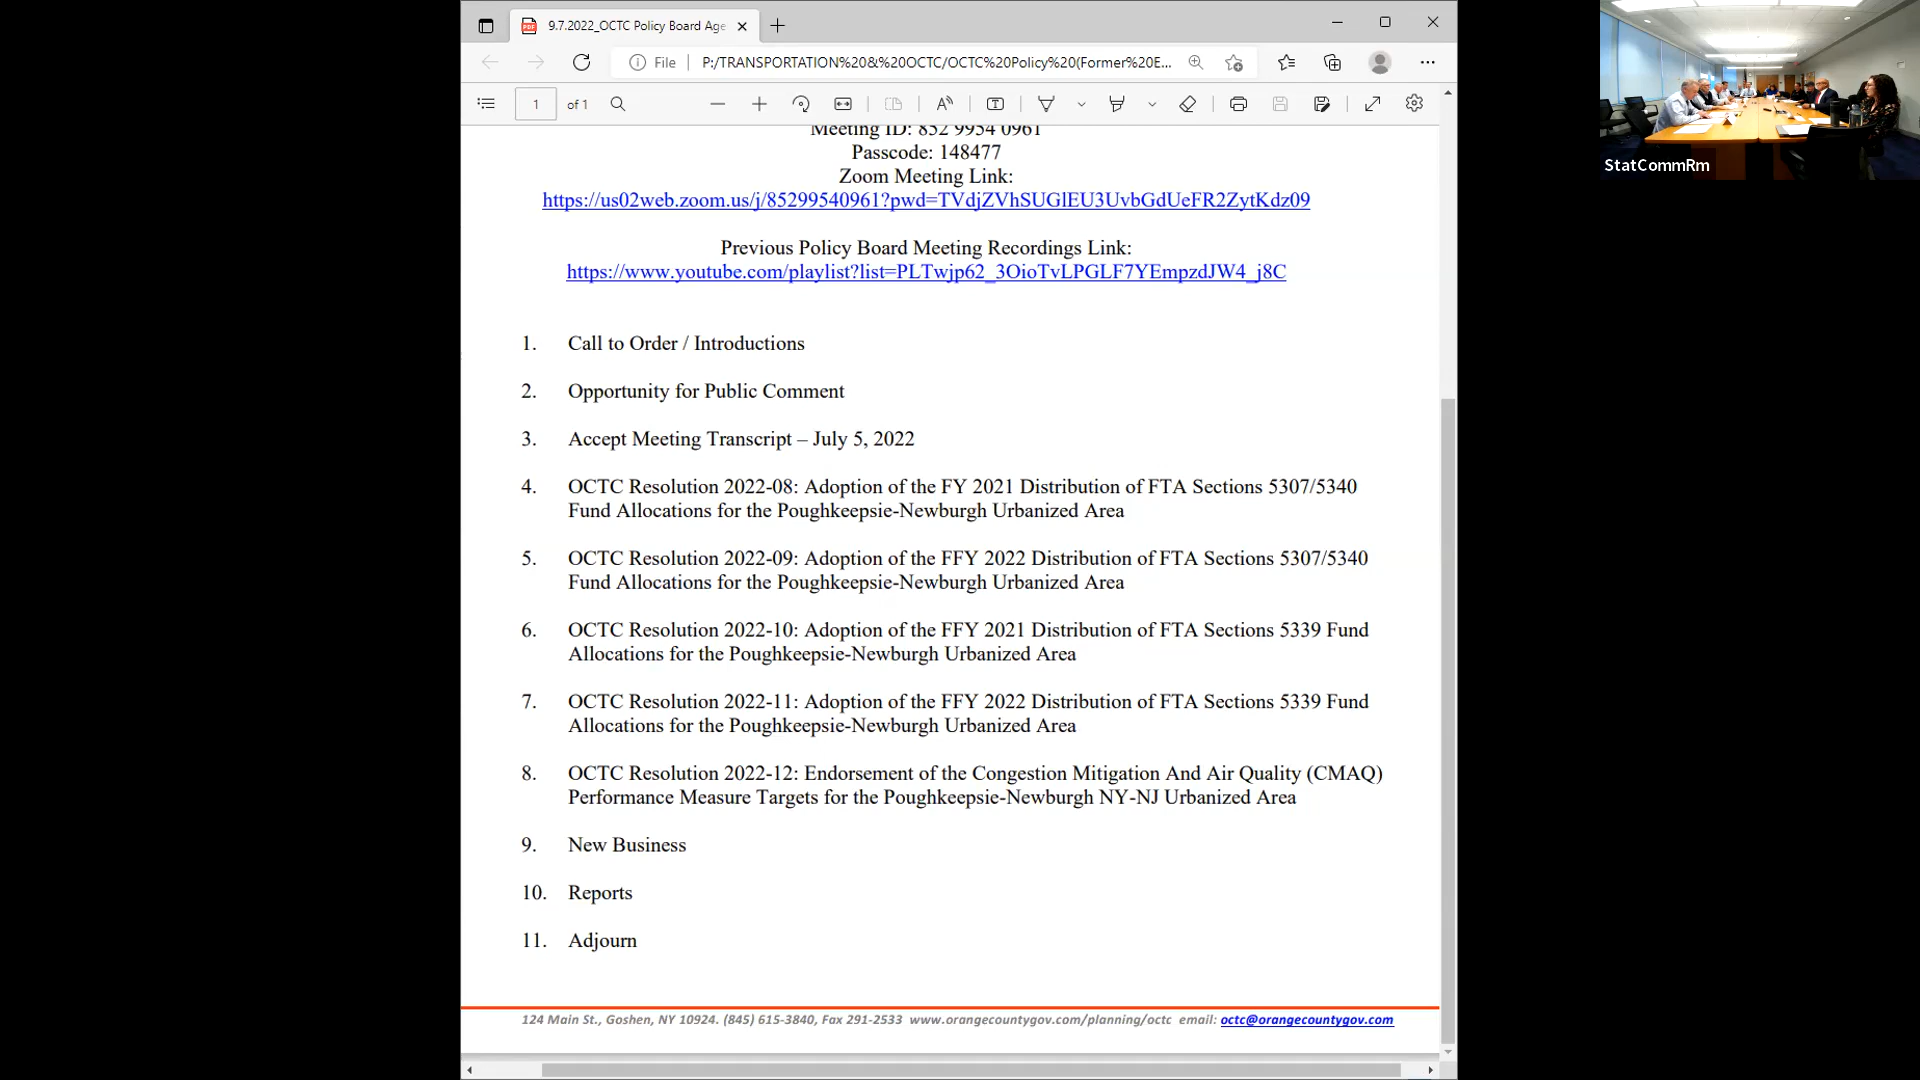 9.7.2022_OCTC Policy Board Age
File
P:/TRANSPORTATION%20&%20OCTC/OCTC%20Policy%20(Former%20E...
1 of 1
Meeting ID: 852 9954 0961
Passcode: 148477
Zoom Meeting Link:
https://us02web.zoom.us/j/85299540961?pwd=TVdjZVhSUGlEU3UvbGdUeFR2ZytKdz09
Previous Policy Board Meeting Recordings Link:
https://www.youtube.com/playlist?list=PLTwjp62_3OioTvLPGLF7YEmpzdJW4_j8C
1. Call to Order / Introductions
2. Opportunity for Public Comment
3. Accept Meeting Transcript – July 5, 2022
4. OCTC Resolution 2022-08: Adoption of the FY 2021 Distribution of FTA Sections 5307/5340
Fund Allocations for the Poughkeepsie-Newburgh Urbanized Area
5. OCTC Resolution 2022-09: Adoption of the FFY 2022 Distribution of FTA Sections 5307/5340
Fund Allocations for the Poughkeepsie-Newburgh Urbanized Area
6. OCTC Resolution 2022-10: Adoption of the FFY 2021 Distribution of FTA Sections 5339 Fund
Allocations for the Poughkeepsie-Newburgh Urbanized Area
7. OCTC Resolution 2022-11: Adoption of the FFY 2022 Distribution of FTA Sections 5339 Fund
Allocations for the Poughkeepsie-Newburgh Urbanized Area
8. OCTC Resolution 2022-12: Endorsement of the Congestion Mitigation And Air Quality (CMAQ)
Performance Measure Targets for the Poughkeepsie-Newburgh NY-NJ Urbanized Area
9. New Business
10. Reports
11. Adjourn
124 Main St., Goshen, NY 10924. (845) 615-3840, Fax 291-2533 www.orangecountygov.com/planning/octc email: octc@orangecountygov.com
StatCommRm